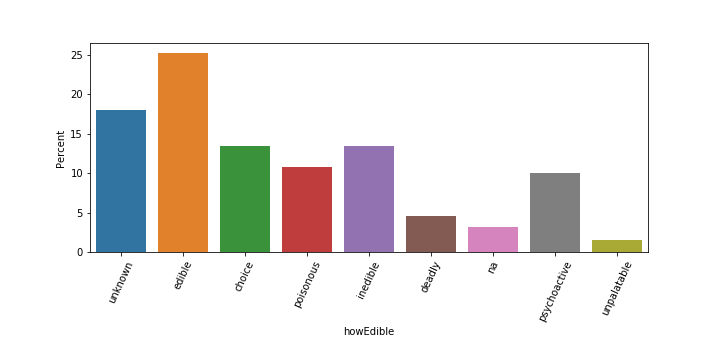 25
20
15
10
5
0
Percent
unknown
edible
choice
poisonous
inedible
deadly
na
psychoactive
unpalatable
howEdible